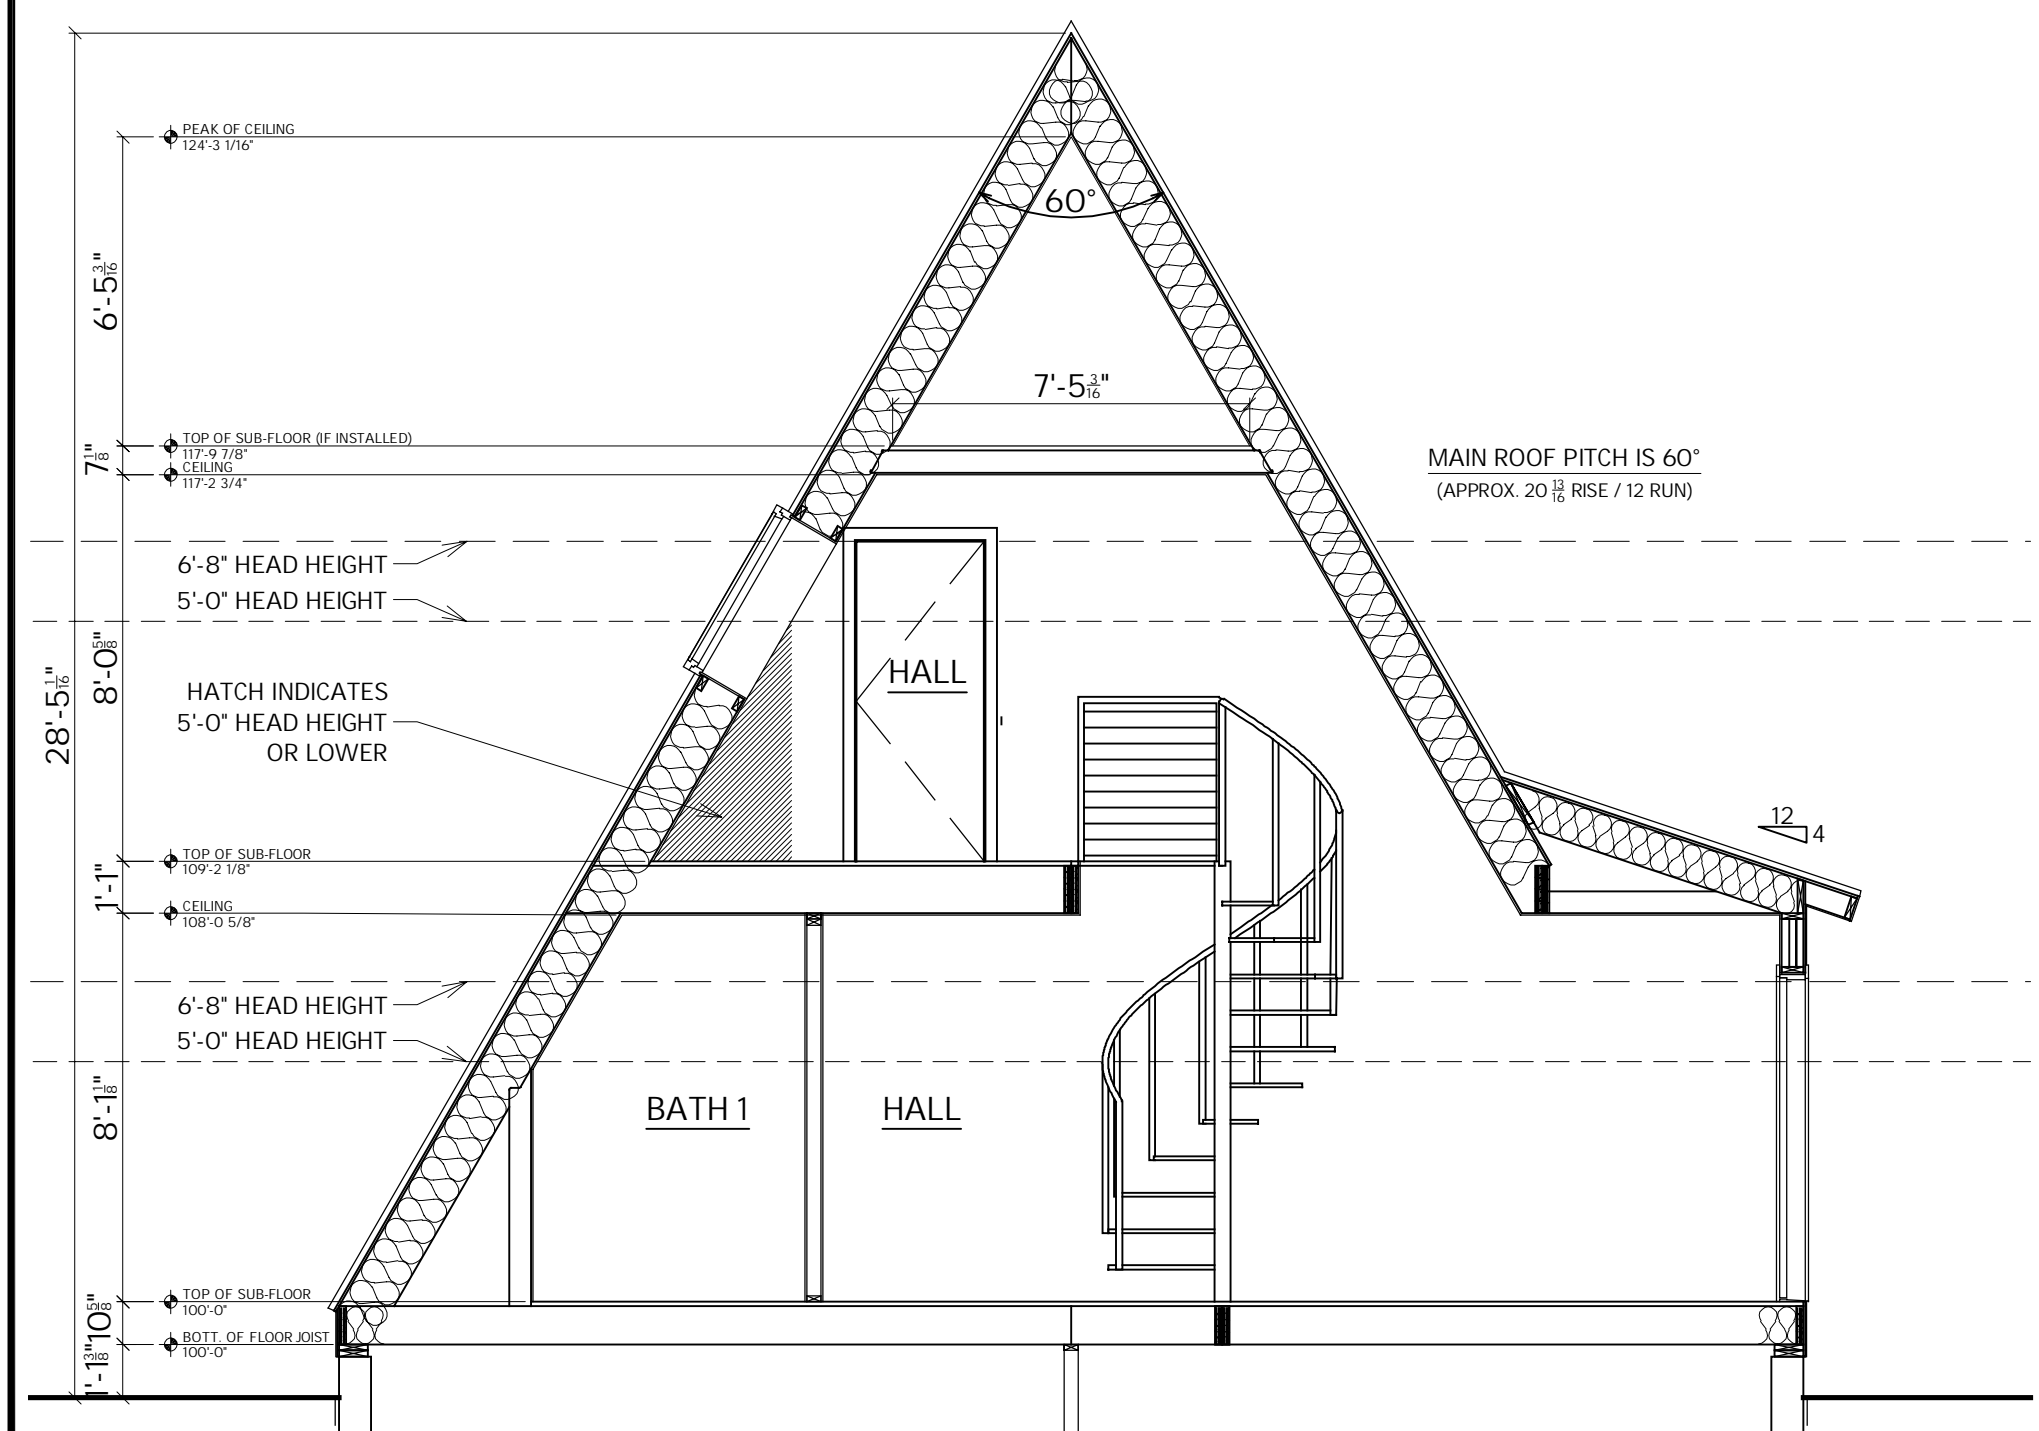 PEAK OF CEILING
124'-3 1/16"
60°
6'-5 3/16"
7'-5 3/16"
TOP OF SUB-FLOOR (IF INSTALLED)
117'-9 7/8"
7 1/8"
CEILING
117'-2 3/4"
MAIN ROOF PITCH IS 60°
(APPROX. 20 13/16 RISE / 12 RUN)
6'-8" HEAD HEIGHT
5'-0" HEAD HEIGHT
8'-0 5/8"
28'-5 1/16"
HALL
HATCH INDICATES
5'-0" HEAD HEIGHT
OR LOWER
12
4
TOP OF SUB-FLOOR
109'-2 1/8"
1'-1"
CEILING
108'-0 5/8"
6'-8" HEAD HEIGHT
5'-0" HEAD HEIGHT
8'-1 1/8"
BATH 1
HALL
TOP OF SUB-FLOOR
100'-0"
10 5/8"
BOTT. OF FLOOR JOIST
100'-0"
1'-1 3/8"